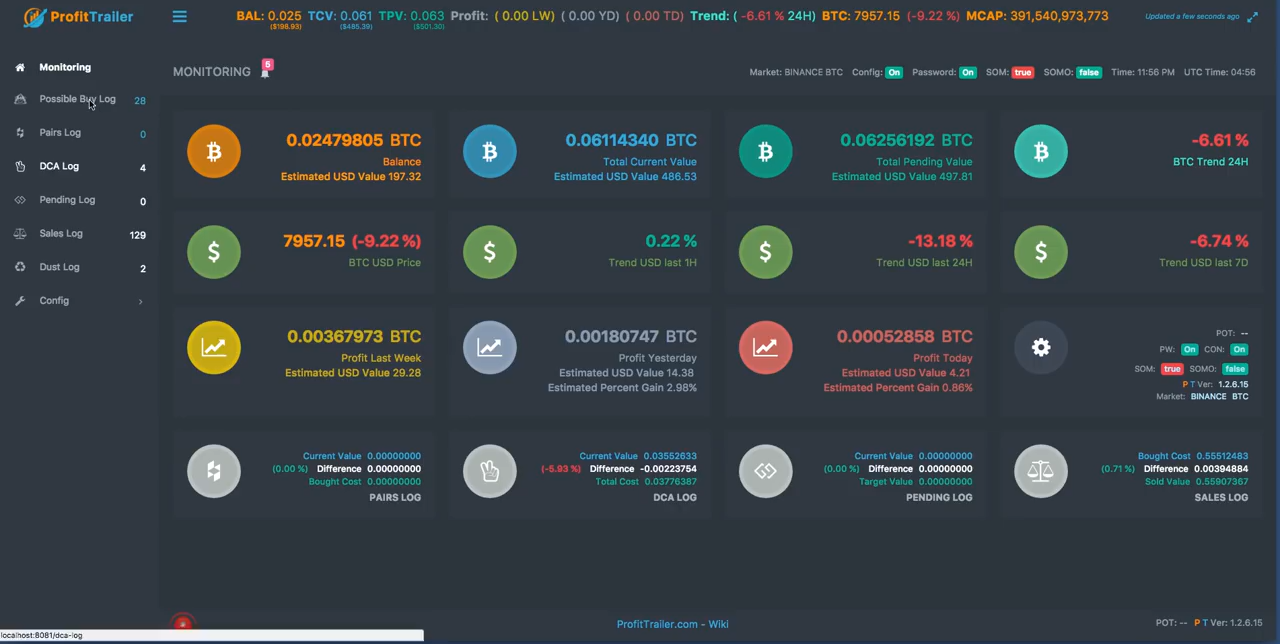 ProfitTrailer
BAL: 0.025 TCV: 0.061 TPV: 0.063 Profit: ( 0.00 LW) ( 0.00 YD) ( 0.00 TD) Trend: ( -6.61 % 24H) BTC: 7957.15 (-9.22 %) MCAP: 391,540,973,773
($198.93) ($485.39) ($501.30)
Updated a few seconds ago
MONITORING 5
Market: BINANCE BTC Config: On Password: On SOM: true SOMO: false Time: 11:56 PM UTC Time: 04:56
Monitoring
Possible Buy Log 28
Pairs Log 0
DCA Log 4
Pending Log 0
Sales Log 129
Dust Log 2
Config
0.02479805 BTC
Balance
Estimated USD Value 197.32
0.06114340 BTC
Total Current Value
Estimated USD Value 486.53
0.06256192 BTC
Total Pending Value
Estimated USD Value 497.81
-6.61 %
BTC Trend 24H
7957.15 (-9.22 %)
BTC USD Price
0.22 %
Trend USD last 1H
-13.18 %
Trend USD last 24H
-6.74 %
Trend USD last 7D
0.00367973 BTC
Profit Last Week
Estimated USD Value 29.28
0.00180747 BTC
Profit Yesterday
Estimated USD Value 14.38
Estimated Percent Gain 2.98%
0.00052858 BTC
Profit Today
Estimated USD Value 4.21
Estimated Percent Gain 0.86%
POT: --
PW: On CON: On
SOM: true SOMO: false
P T Ver: 1.2.6.15
Market: BINANCE BTC
Current Value 0.00000000
(0.00 %) Difference 0.00000000
Bought Cost 0.00000000
PAIRS LOG
Current Value 0.03552633
(-5.93 %) Difference -0.00223754
Total Cost 0.03776387
DCA LOG
Current Value 0.00000000
(0.00 %) Difference 0.00000000
Target Value 0.00000000
PENDING LOG
Bought Cost 0.55512483
(0.71 %) Difference 0.00394884
Sold Value 0.55907367
SALES LOG
ProfitTrailer.com - Wiki
POT: -- P T Ver: 1.2.6.15
localhost:8081/dca-log